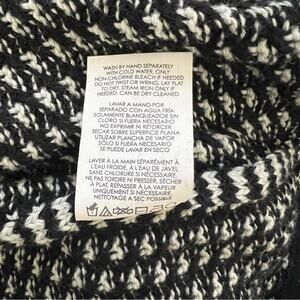 WASH BY HAND SEPARATELY
WITH COLD WATER, ONLY
NON-CHLORINE BLEACH IF NEEDED
DO NOT TWIST OR WRING, LAY FLAT
TO DRY. STEAM IRON ONLY IF
NEEDED. CAN BE DRY CLEANED
LAVAR A MANO POR
SEPARADO CON AGUA FRÍA
SOLAMENTE BLANQUEADOR SIN
CLORO SI FUERA NECESARIO
NO EXPRIMIR NI RETORCER
SECAR SOBRE SUPERFICIE PLANA
UTILIZAR PLANCHA DE VAPOR
SÓLO SI FUERA NECESARIO
SE PUEDE LAVAR EN SECO
LAVER À LA MAIN SÉPARÉMENT À
L'EAU FROIDE. À L'EAU DE JAVEL
SANS CHLORURE SI NÉCESSAIRE
NE PAS TORDRE NI PRESSER, SÉCHER
À PLAT, REPASSER À LA VAPEUR
UNIQUEMENT SI NÉCESSAIRE
NETTOYAGE A SEC POSSIBLE